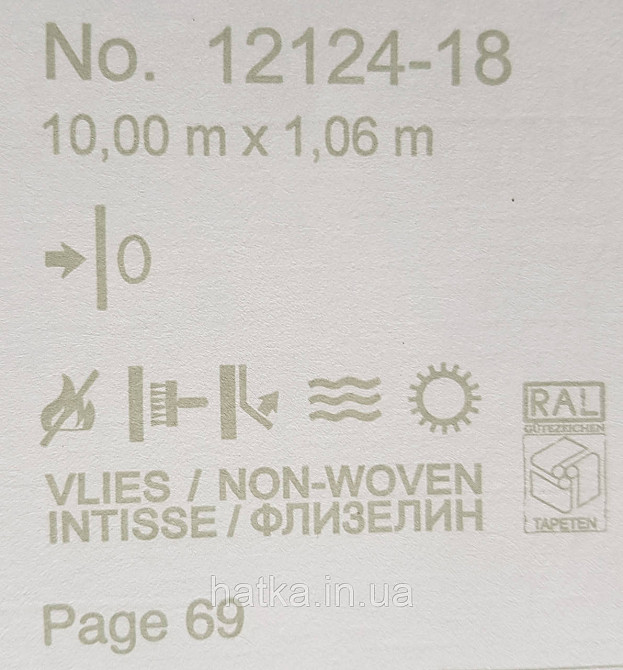 No. 12124-18
10,00 m x 1,06 m
0
RAL
GÜTEZEICHEN
VLIES / NON-WOVEN
INTISSE / ФЛИЗЕЛИН
TAPETEN
hatka.in.ua
Page 69